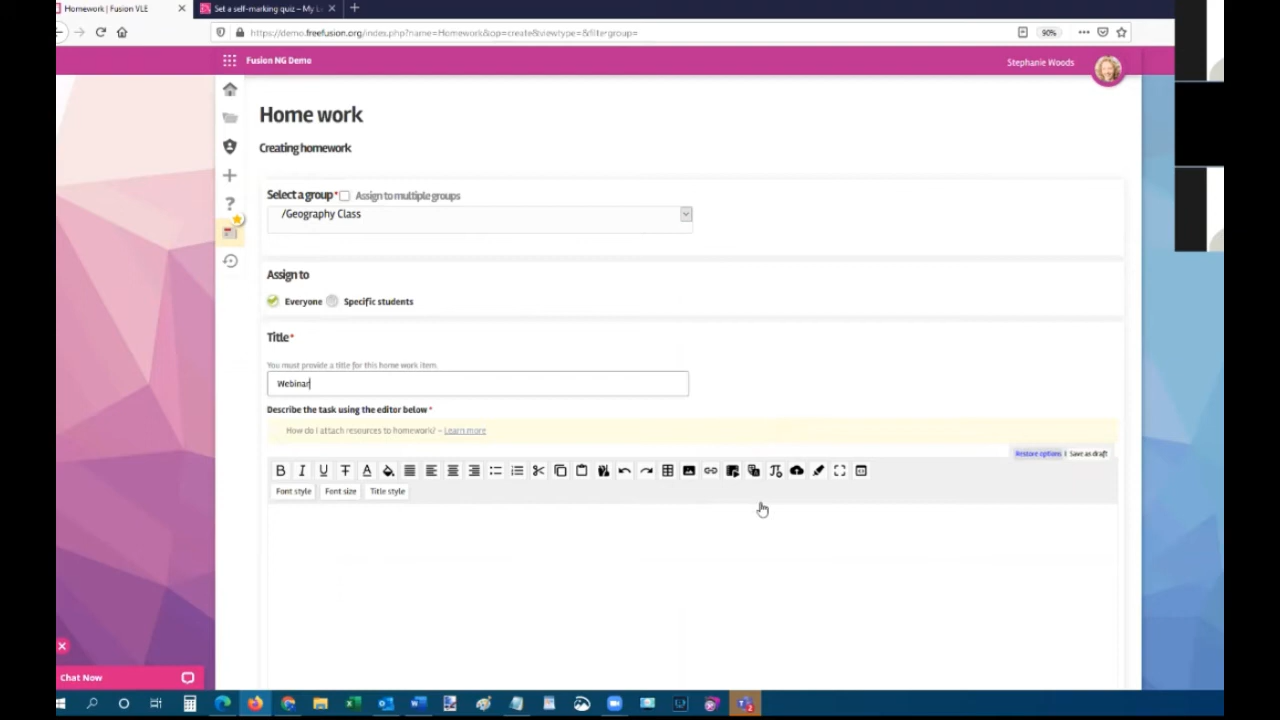 Homework | Fusion VLE
Set a self-marking quiz – My L
https://demo.freefusion.org/index.php?name=Homework&op=create&viewtype=&filtergroup=
90%
Fusion NG Demo
Stephanie Woods
Home work
Creating homework
Select a group* Assign to multiple groups
/Geography Class
Assign to
Everyone Specific students
Title*
You must provide a title for this home work item.
Webinar
Describe the task using the editor below *
How do I attach resources to homework? – Learn more
Restore options | Save as draft
Font style Font size Title style
Chat Now